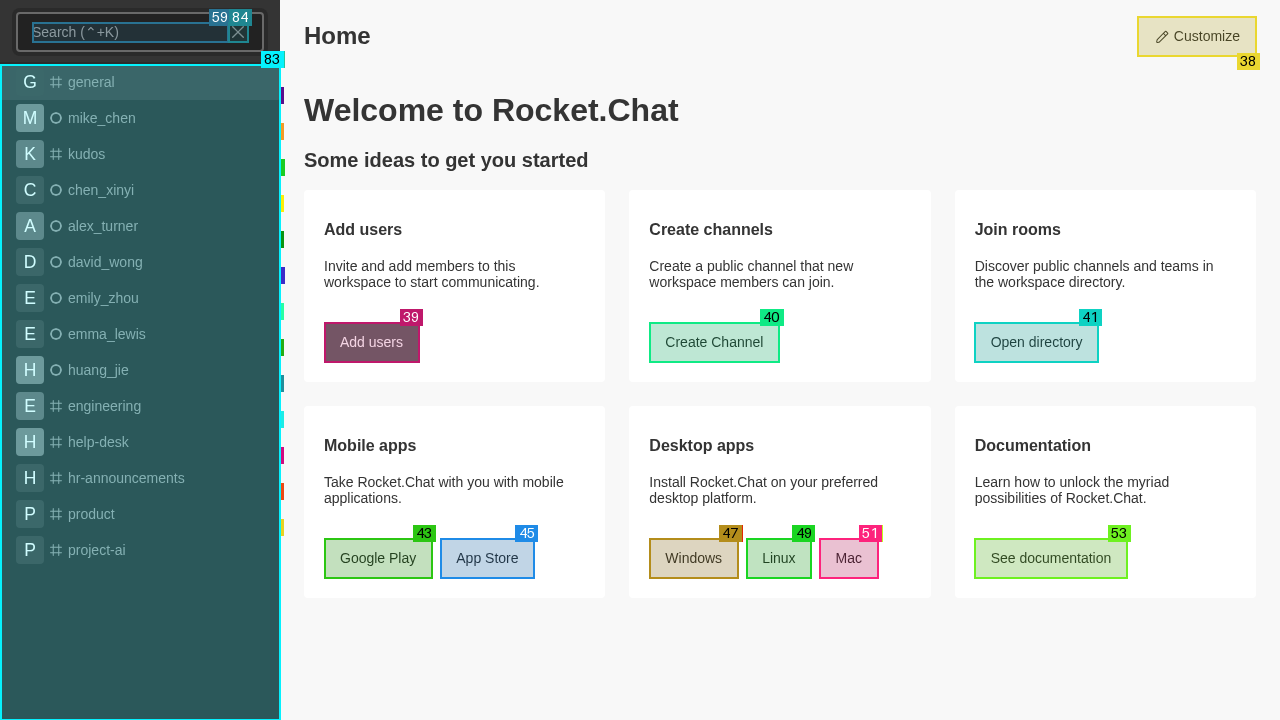 Search (⌃+K)
59 84
83
G general
M mike_chen
K kudos
C chen_xinyi
A alex_turner
D david_wong
E emily_zhou
E emma_lewis
H huang_jie
E engineering
H help-desk
H hr-announcements
P product
P project-ai
Home
Customize
38
Welcome to Rocket.Chat
Some ideas to get you started
Add users
Invite and add members to this
workspace to start communicating.
39
Add users
Create channels
Create a public channel that new
workspace members can join.
40
Create Channel
Join rooms
Discover public channels and teams in
the workspace directory.
41
Open directory
Mobile apps
Take Rocket.Chat with you with mobile
applications.
43 45
Google Play App Store
Desktop apps
Install Rocket.Chat on your preferred
desktop platform.
47 49 51
Windows Linux Mac
Documentation
Learn how to unlock the myriad
possibilities of Rocket.Chat.
53
See documentation